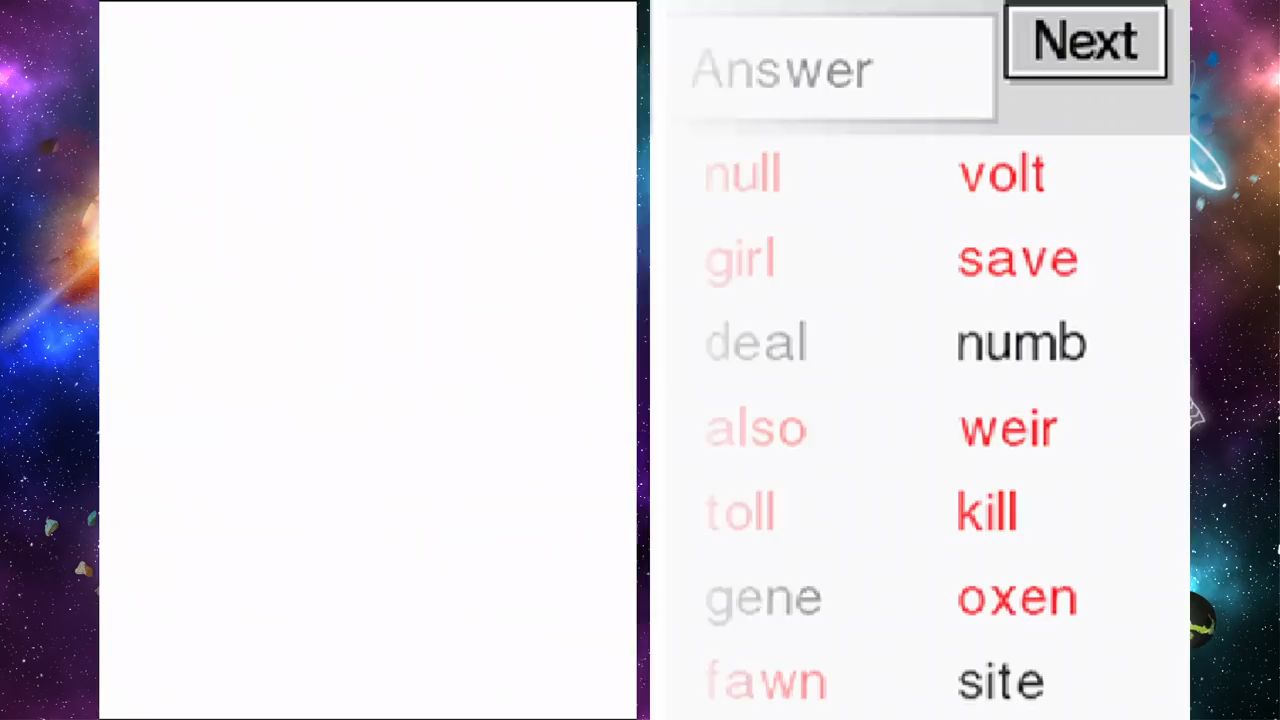 Answer Next
null volt
girl save
deal numb
also weir
toll kill
gene oxen
fawn site